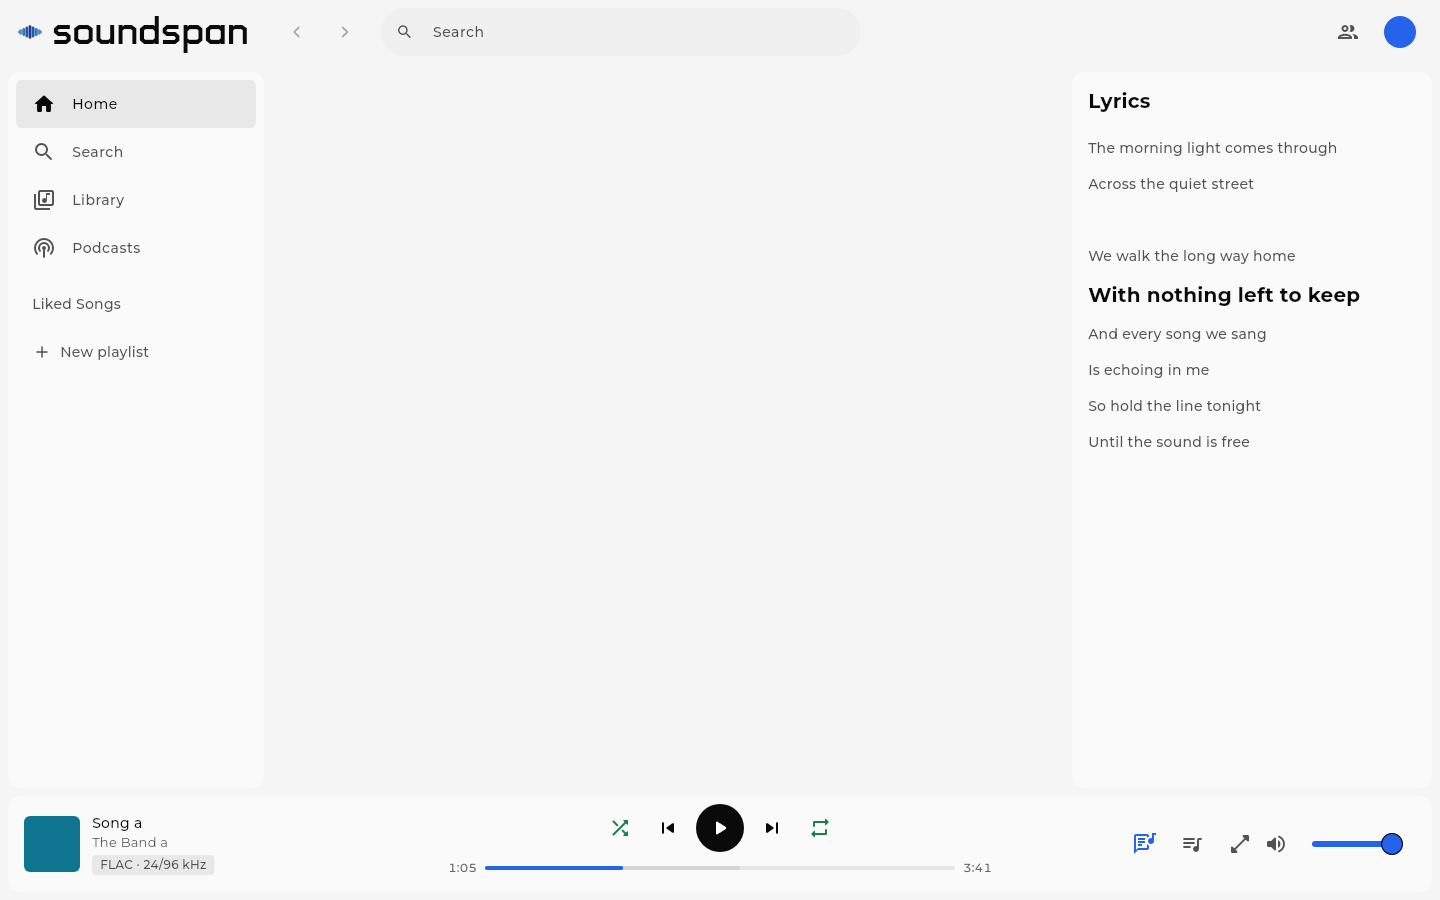 soundspan
Search
Home
Search
Library
Podcasts
Liked Songs
New playlist
Lyrics
The morning light comes through
Across the quiet street
We walk the long way home
With nothing left to keep
And every song we sang
Is echoing in me
So hold the line tonight
Until the sound is free
Song a
The Band a
FLAC · 24/96 kHz
1:05
3:41